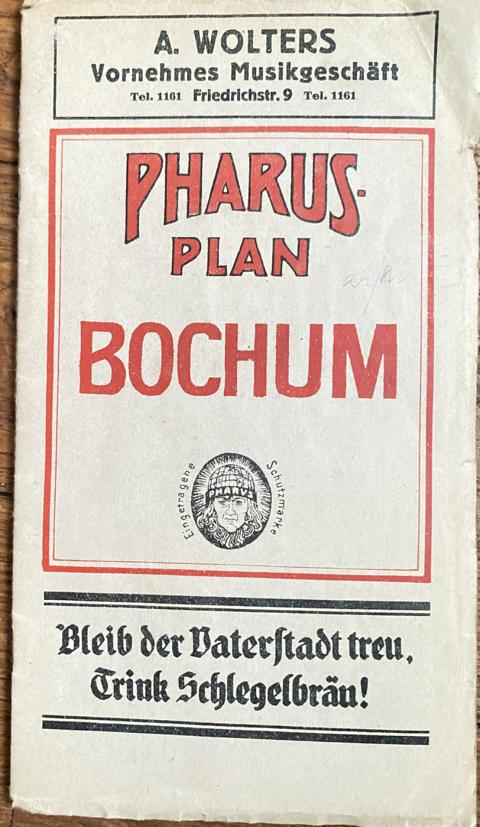 A. WOLTERS
Vornehmes Musikgeschäft
Tel. 1161 Friedrichstr. 9 Tel. 1161
PHARUS-
PLAN
BOCHUM
Eingetragene Schutzmarke
PHARUS
Bleib der Vaterſtadt treu,
Trink Schlegelbräu!